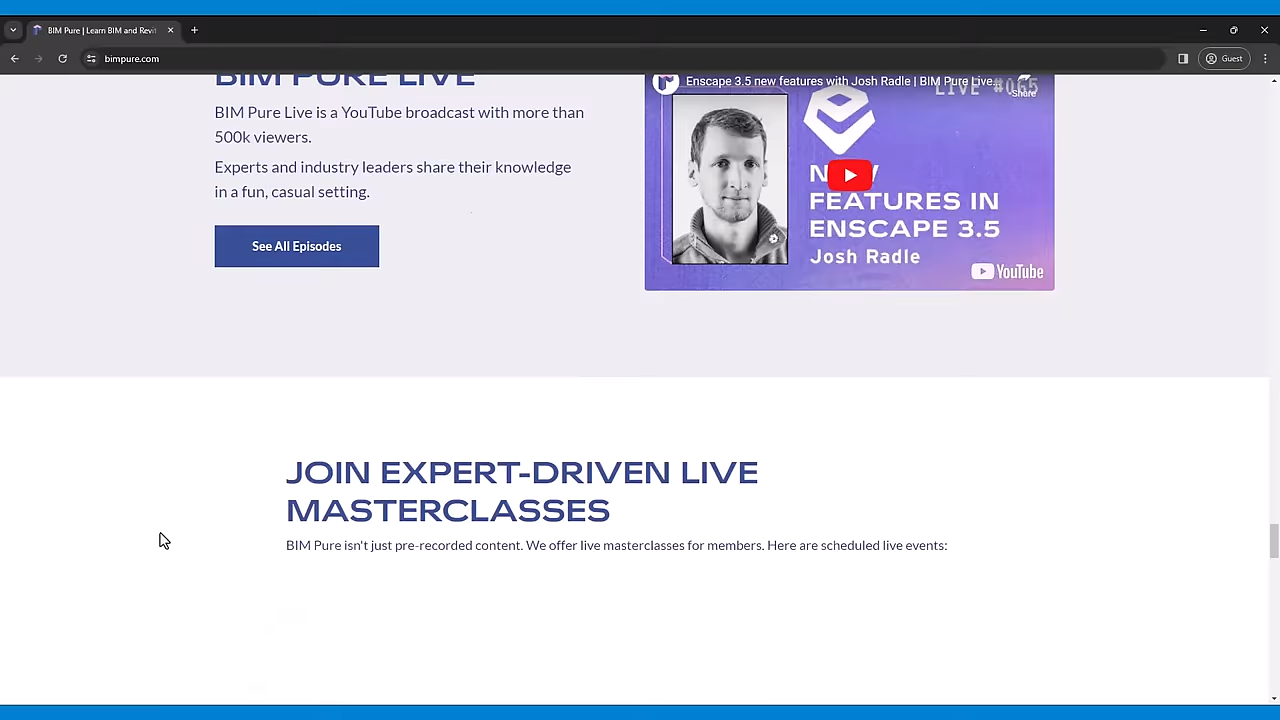 BIM Pure | Learn BIM and Revit
bimpure.com
Guest
BIM PURE LIVE
BIM Pure Live is a YouTube broadcast with more than
500k viewers.
Experts and industry leaders share their knowledge
in a fun, casual setting.
See All Episodes
Enscape 3.5 new features with Josh Radle | BIM Pure Live...
LIVE #065
Share
FEATURES IN
ENSCAPE 3.5
Josh Radle
YouTube
JOIN EXPERT-DRIVEN LIVE
MASTERCLASSES
BIM Pure isn't just pre-recorded content. We offer live masterclasses for members. Here are scheduled live events: